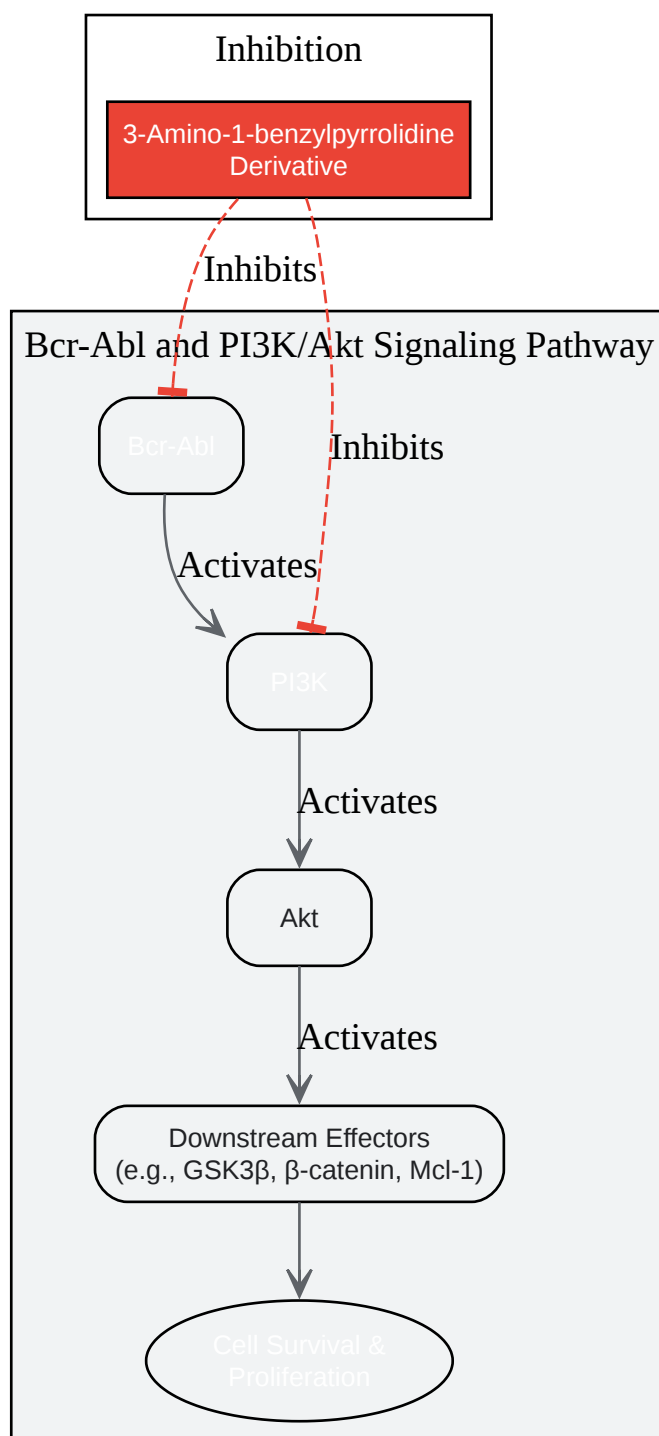 Inhibition
3-Amino-1-benzylpyrrolidine
Derivative
Inhibits
Bcr-Abl and PI3K/Akt Signaling Pathway
Bcr-Abl
Inhibits
Activates
PI3K
Activates
Akt
Activates
Downstream Effectors
(e.g., GSK3β, β-catenin, Mcl-1)
Cell Survival &
Proliferation